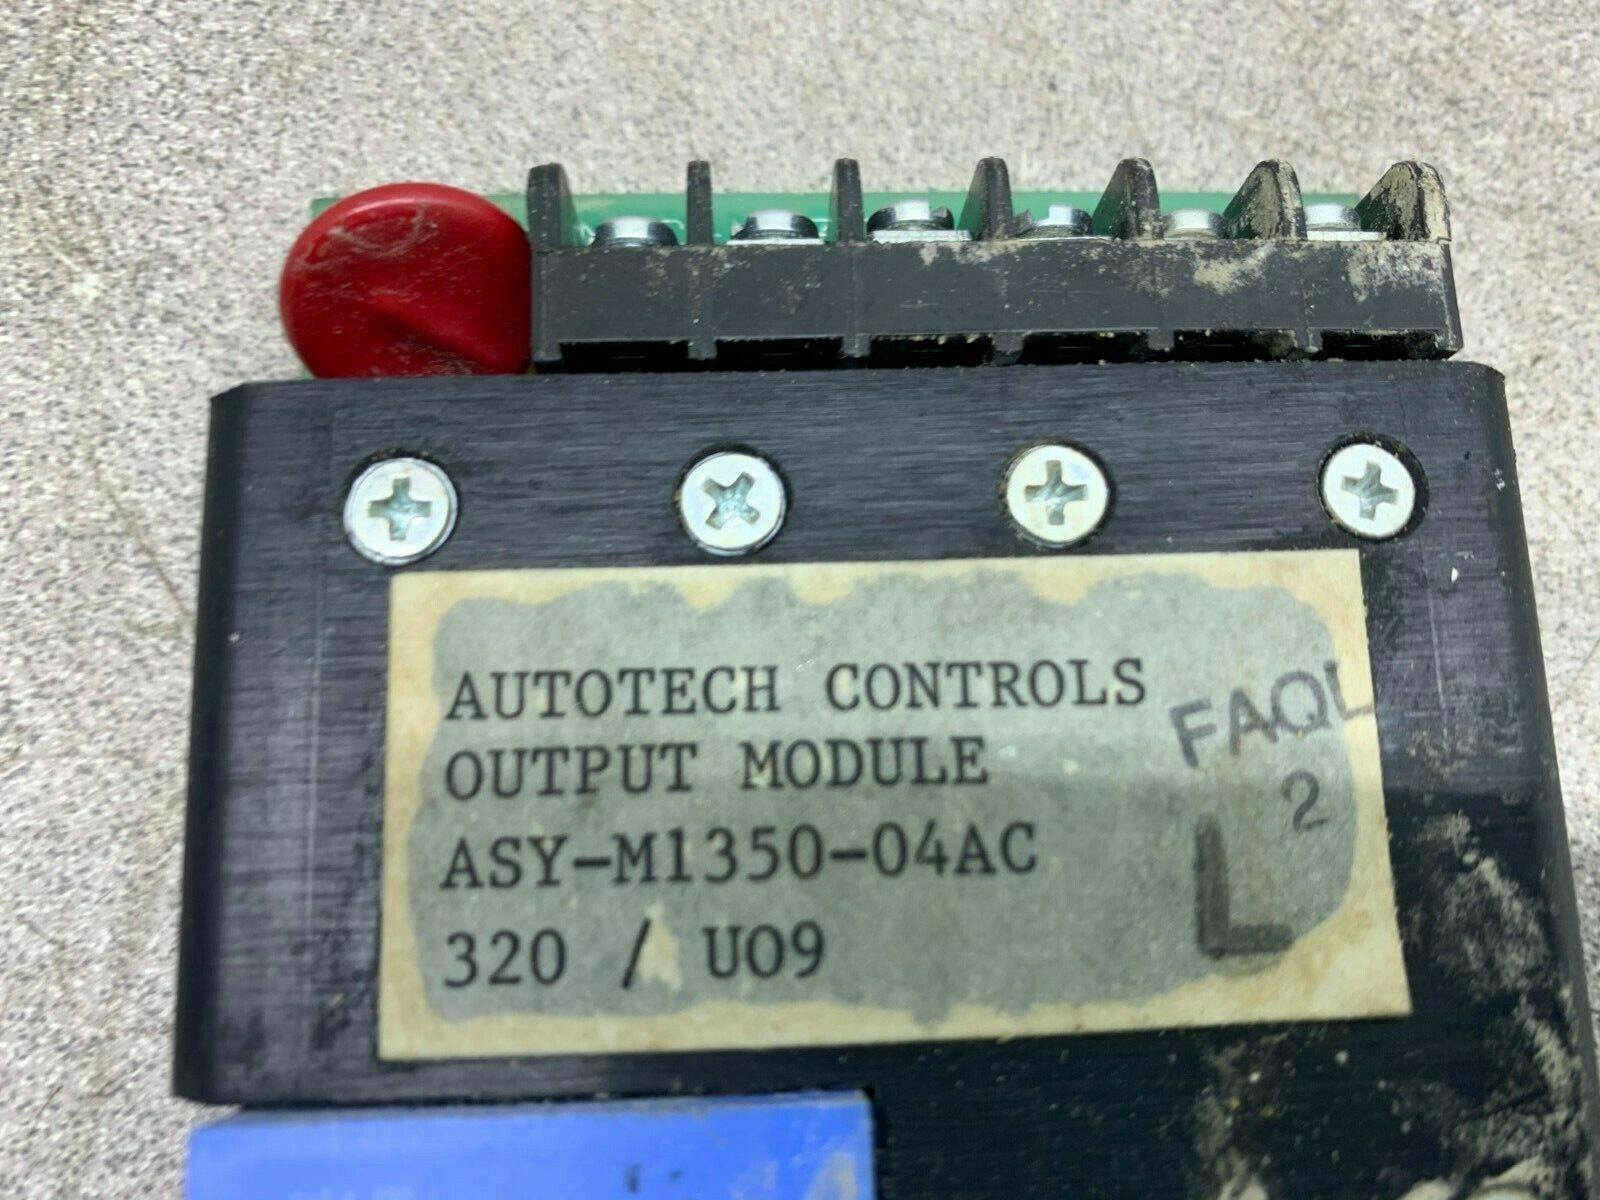 AUTOTECH CONTROLS
OUTPUT MODULE
ASY-M1350-04AC
320 / U09
FAQL
2
L